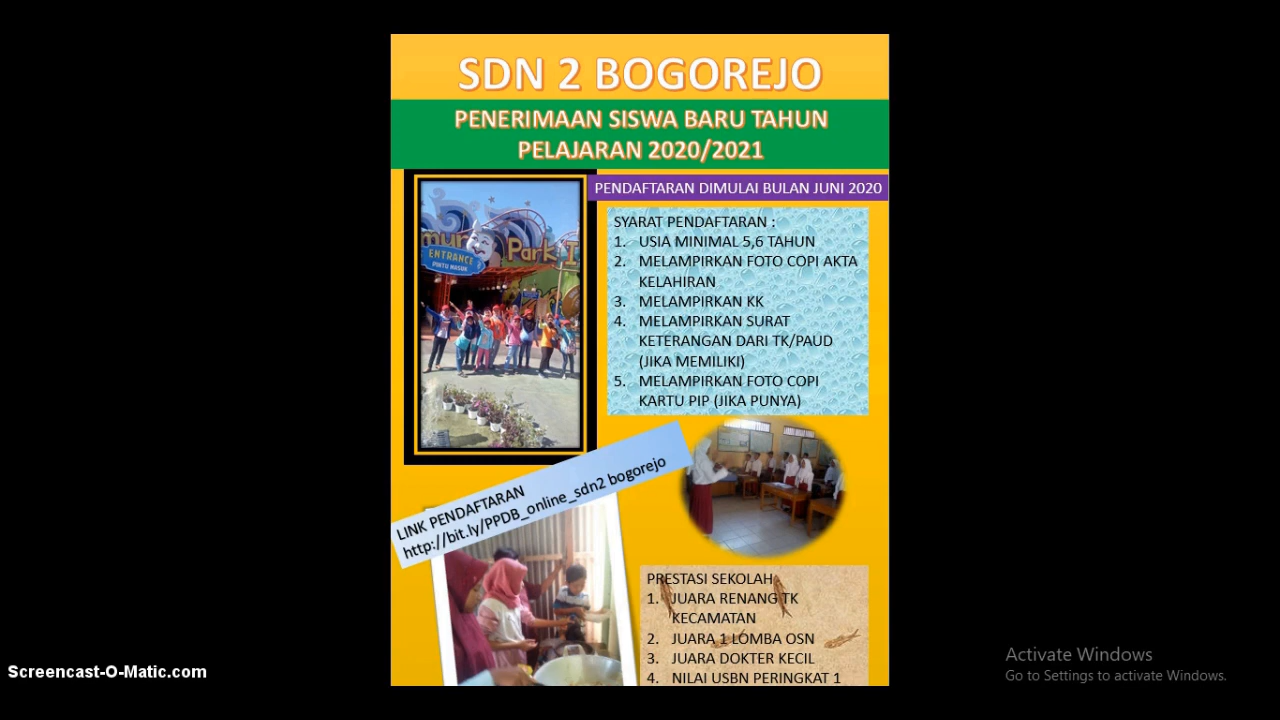 SDN 2 BOGOREJO
PENERIMAAN SISWA BARU TAHUN
PELAJARAN 2020/2021
PENDAFTARAN DIMULAI BULAN JUNI 2020
mur Park
ENTRANCE
PINTU MASUK
SYARAT PENDAFTARAN :
1. USIA MINIMAL 5,6 TAHUN
2. MELAMPIRKAN FOTO COPI AKTA
KELAHIRAN
3. MELAMPIRKAN KK
4. MELAMPIRKAN SURAT
KETERANGAN DARI TK/PAUD
(JIKA MEMILIKI)
5. MELAMPIRKAN FOTO COPI
KARTU PIP (JIKA PUNYA)
LINK PENDAFTARAN
http://bit.ly/PPDB_online_sdn2 bogorejo
PRESTASI SEKOLAH
1. JUARA RENANG TK
KECAMATAN
2. JUARA 1 LOMBA OSN
3. JUARA DOKTER KECIL
4. NILAI USBN PERINGKAT 1
Screencast-O-Matic.com
Activate Windows
Go to Settings to activate Windows.